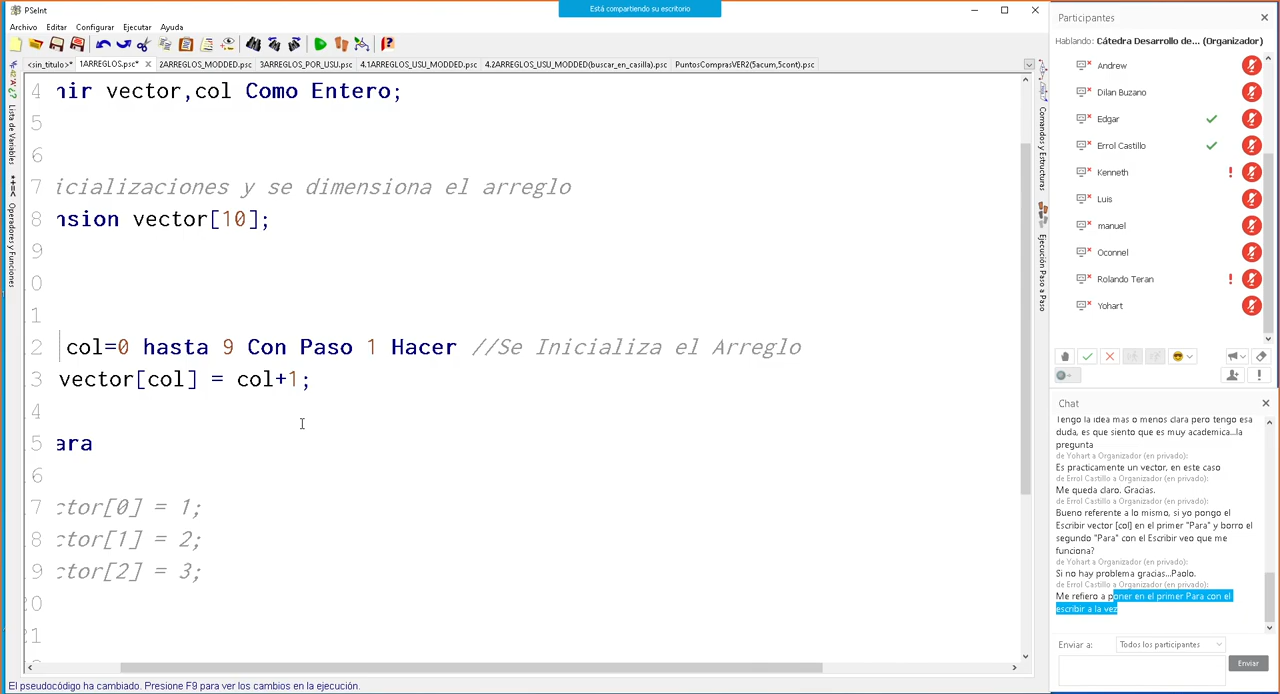 PSeInt
Está compartiendo su escritorio
Archivo Editar Configurar Ejecutar Ayuda
<sin_titulo>* 1ARREGLOS.psc* 2ARREGLOS_MODDED.psc 3ARREGLOS_POR_USU.psc 4.1ARREGLOS_USU_MODDED.psc 4.2ARREGLOS_USU_MODDED(buscar_en_casilla).psc PuntosComprasVER2(5acum,5cont).psc
Lista de Variables
Operadores y Funciones
4 nir vector,col Como Entero;
5
6
7 icializaciones y se dimensiona el arreglo
8 nsion vector[10];
9
0
1
2 col=0 hasta 9 Con Paso 1 Hacer //Se Inicializa el Arreglo
3 vector[col] = col+1;
4
5 ara
6
7 ctor[0] = 1;
8 ctor[1] = 2;
9 ctor[2] = 3;
20
21
Comandos y Estructuras
Ejecución Paso a Paso
El pseudocódigo ha cambiado. Presione F9 para ver los cambios en la ejecución.
Participantes
Hablando: Cátedra Desarrollo de... (Organizador)
Andrew
Dilan Buzano
Edgar
Errol Castillo
Kenneth
Luis
manuel
Oconnel
Rolando Teran
Yohart
Chat
Tengo la idea mas o menos clara pero tengo esa
duda, es que siento que es muy academica...la
pregunta
de Yohart a Organizador (en privado):
Es practicamente un vector, en este caso
de Errol Castillo a Organizador (en privado):
Me queda claro. Gracias.
de Errol Castillo a Organizador (en privado):
Bueno referente a lo mismo, si yo pongo el
Escribir vector [col] en el primer "Para" y borro el
segundo "Para" con el Escribir veo que me
funciona?
de Yohart a Organizador (en privado):
Si no hay problema gracias...Paolo.
de Errol Castillo a Organizador (en privado):
Me refiero a poner en el primer Para con el
escribir a la vez
Enviar a: Todos los participantes
Enviar